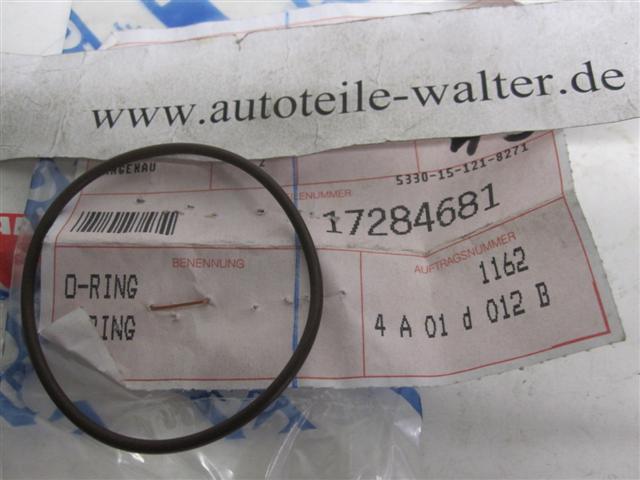 www.autoteile-walter.de
5330-15-121-8271
17284681
BENENNUNG
AUFTRAGSNUMMER
O-RING
1162
RING
4 A 01 d 012 B